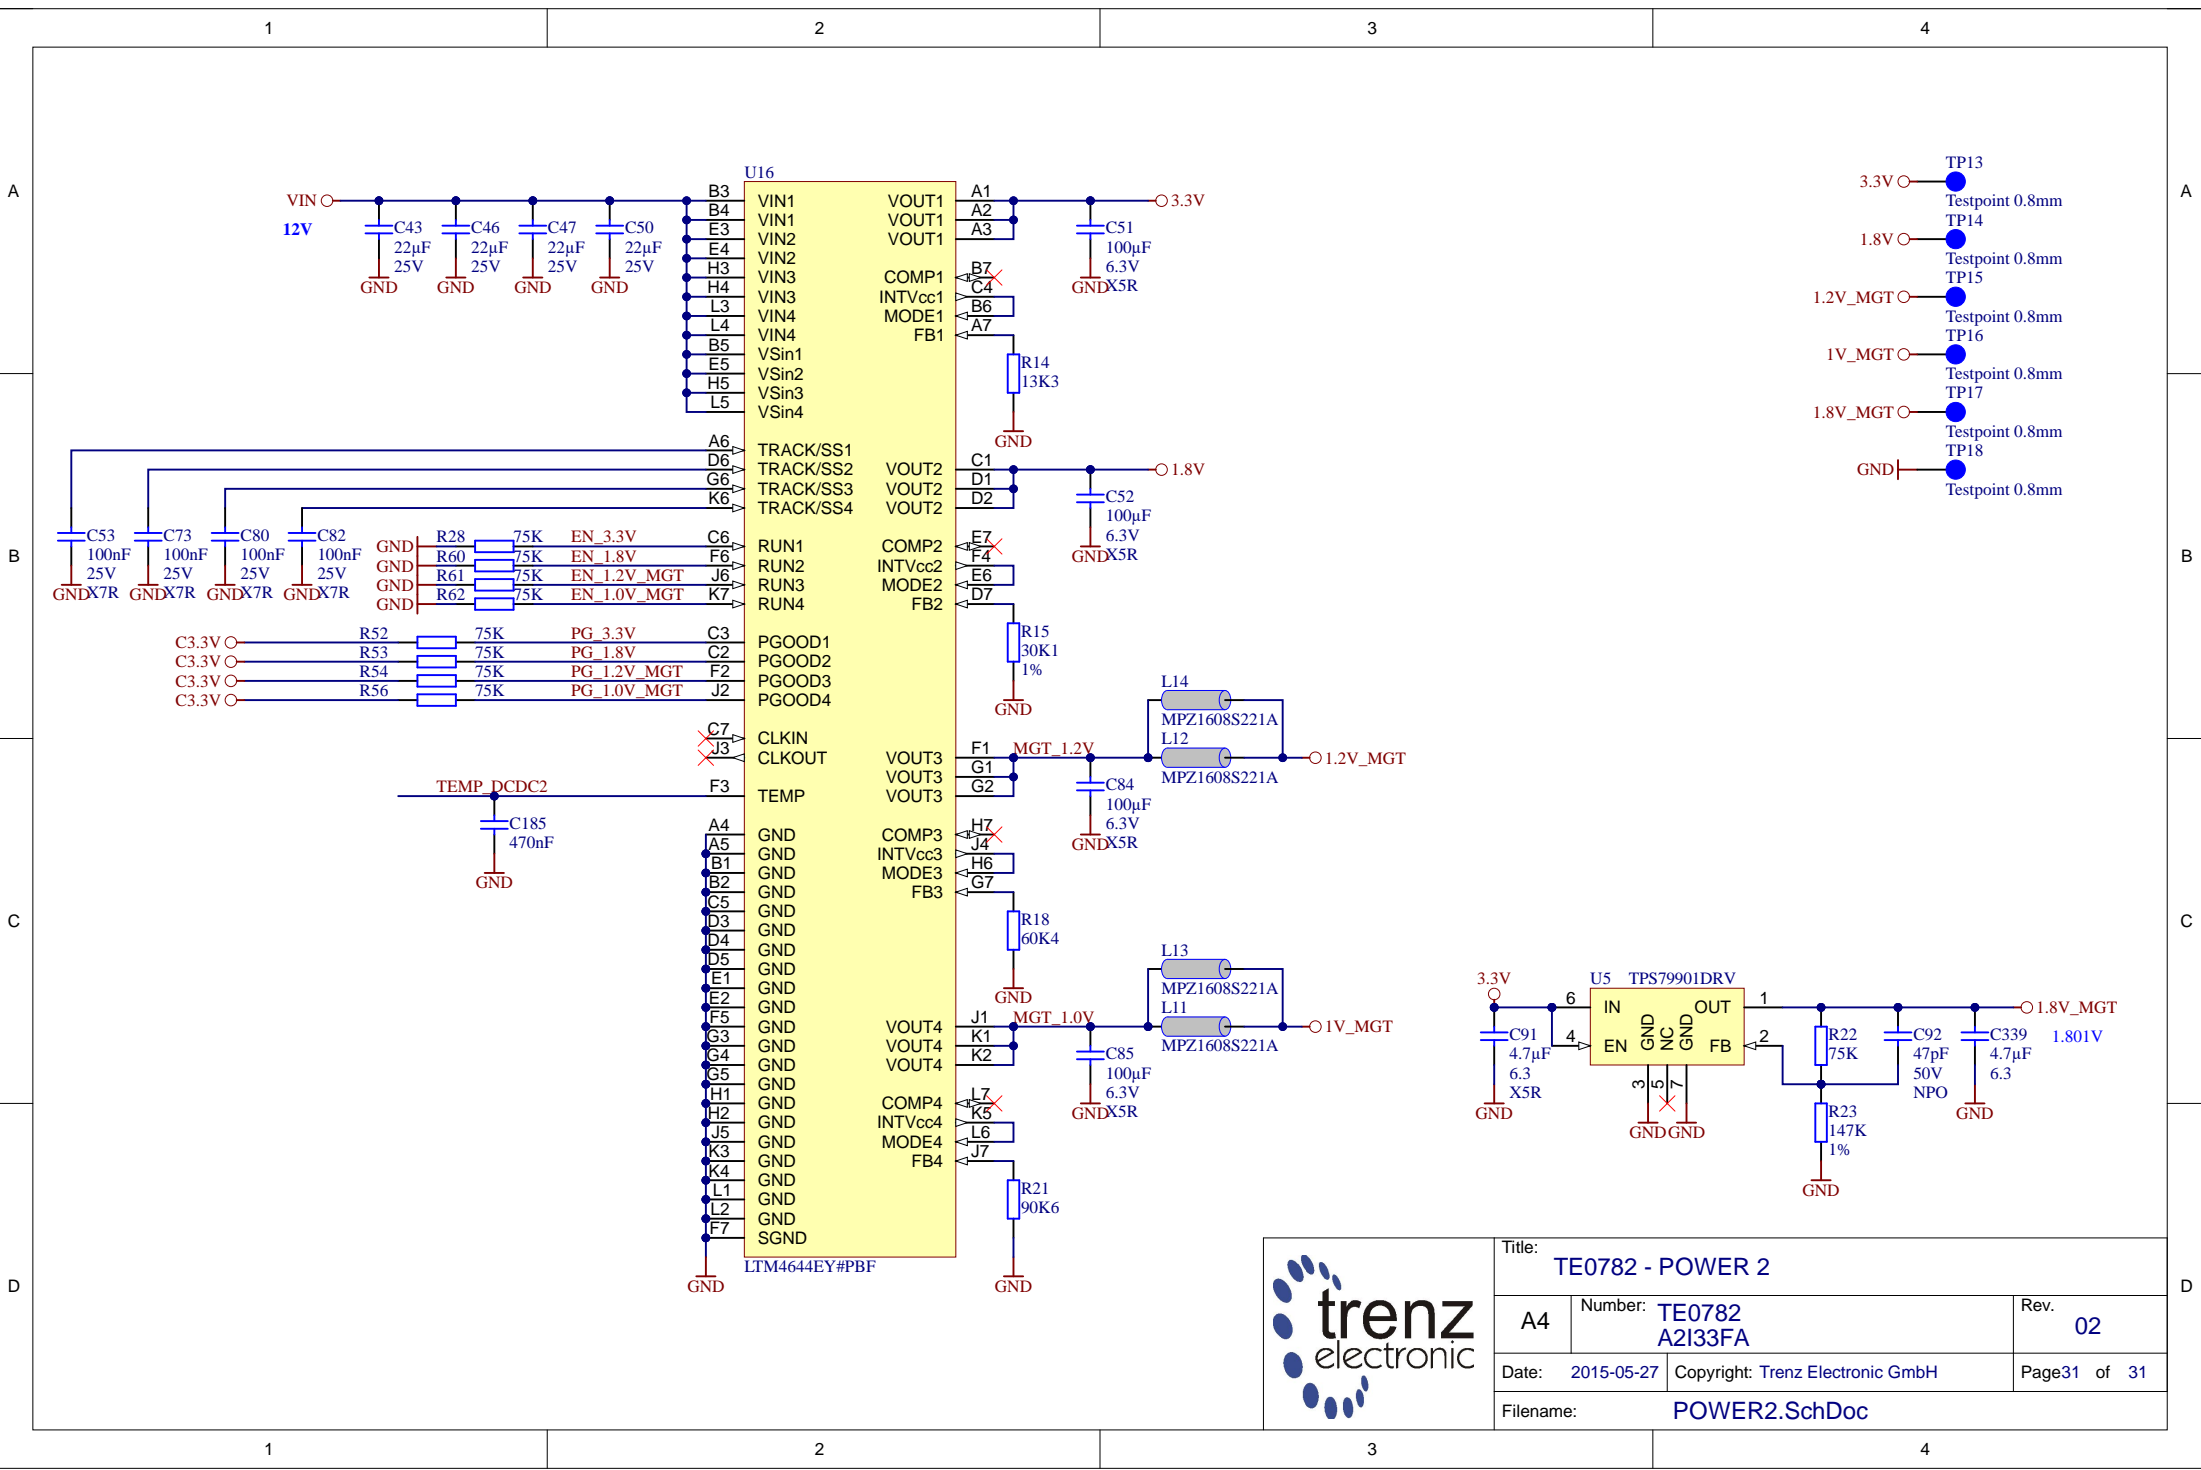 1 2 3 4
A A
B B
C C
D D
1 2 3 4
VIN
12V
C43
22µF
25V
GND
C46
22µF
25V
GND
C47
22µF
25V
GND
C50
22µF
25V
GND
U16
B3 VIN1
B4 VIN1
E3 VIN2
E4 VIN2
H3 VIN3
H4 VIN3
L3 VIN4
L4 VIN4
B5 VSin1
E5 VSin2
H5 VSin3
L5 VSin4
A6 TRACK/SS1
D6 TRACK/SS2
G6 TRACK/SS3
K6 TRACK/SS4
C53
100nF
25V
X7R
GND
C73
100nF
25V
X7R
GND
C80
100nF
25V
X7R
GND
C82
100nF
25V
X7R
GND
GND R28 75K EN_3.3V C6 RUN1
GND R60 75K EN_1.8V F6 RUN2
GND R61 75K EN_1.2V_MGT J6 RUN3
GND R62 75K EN_1.0V_MGT K7 RUN4
C3.3V R52 75K PG_3.3V C3 PGOOD1
C3.3V R53 75K PG_1.8V C2 PGOOD2
C3.3V R54 75K PG_1.2V_MGT F2 PGOOD3
C3.3V R56 75K PG_1.0V_MGT J2 PGOOD4
C7 CLKIN
J3 CLKOUT
TEMP_DCDC2 F3 TEMP
C185
470nF
GND
A4 GND
A5 GND
B1 GND
B2 GND
C5 GND
D3 GND
D4 GND
D5 GND
E1 GND
E2 GND
F5 GND
G3 GND
G4 GND
G5 GND
H1 GND
H2 GND
J5 GND
K3 GND
K4 GND
L1 GND
L2 GND
F7 SGND
GND
LTM4644EY#PBF
VOUT1 A1 3.3V
VOUT1 A2
VOUT1 A3
C51
100µF
6.3V
X5R
GND
COMP1 B7
INTVcc1 C4
MODE1 B6
FB1 A7
R14
13K3
GND
VOUT2 C1 1.8V
VOUT2 D1
VOUT2 D2
C52
100µF
6.3V
X5R
GND
COMP2 E7
INTVcc2 F4
MODE2 E6
FB2 D7
R15
30K1
1%
GND
L14
MPZ1608S221A
L12
MPZ1608S221A
VOUT3 F1 MGT_1.2V 1.2V_MGT
VOUT3 G1
VOUT3 G2
C84
100µF
6.3V
X5R
GND
COMP3 H7
INTVcc3 J4
MODE3 H6
FB3 G7
R18
60K4
GND
L13
MPZ1608S221A
L11
MPZ1608S221A
VOUT4 J1 MGT_1.0V 1V_MGT
VOUT4 K1
VOUT4 K2
C85
100µF
6.3V
X5R
GND
COMP4 L7
INTVcc4 K5
MODE4 L6
FB4 J7
R21
90K6
GND
TP13
3.3V
Testpoint 0.8mm
TP14
1.8V
Testpoint 0.8mm
TP15
1.2V_MGT
Testpoint 0.8mm
TP16
1V_MGT
Testpoint 0.8mm
TP17
1.8V_MGT
Testpoint 0.8mm
TP18
GND
Testpoint 0.8mm
3.3V
U5 TPS79901DRV
6 IN OUT 1
4 EN FB 2
GND NC GND
3 5 7
GND GND
C91
4.7µF
6.3
X5R
GND
R22
75K
C92
47pF
50V
NPO
C339
4.7µF
6.3
GND
1.8V_MGT
1.801V
R23
147K
1%
GND
trenz
electronic
Title:
TE0782 - POWER 2
A4
Number: TE0782
A2I33FA
Rev.
02
Date: 2015-05-27 Copyright: Trenz Electronic GmbH Page31 of 31
Filename: POWER2.SchDoc